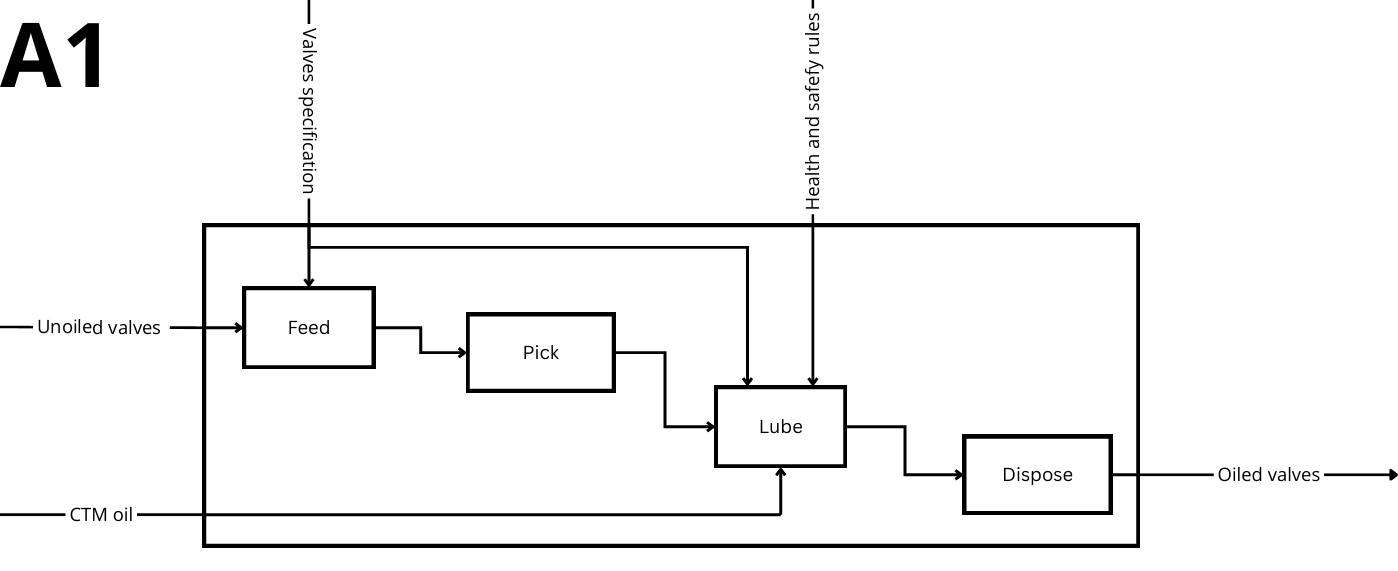 A1
Valves specification
Health and safefy rules
Unoiled valves
Feed
Pick
Lube
Dispose
Oiled valves
CTM oil